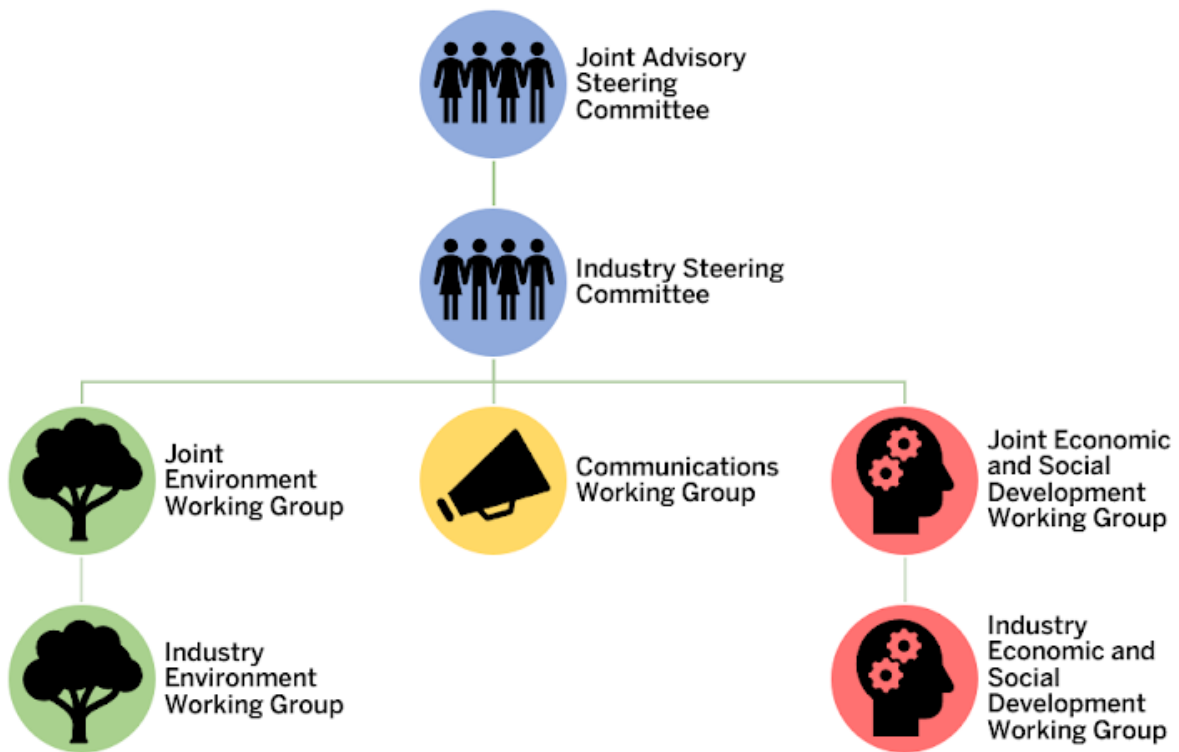 Joint Advisory
Steering
Committee
Industry Steering
Committee
Joint
Environment
Working Group
Communications
Working Group
Joint Economic
and Social
Development
Working Group
Industry
Environment
Working Group
Industry
Economic and
Social
Development
Working Group